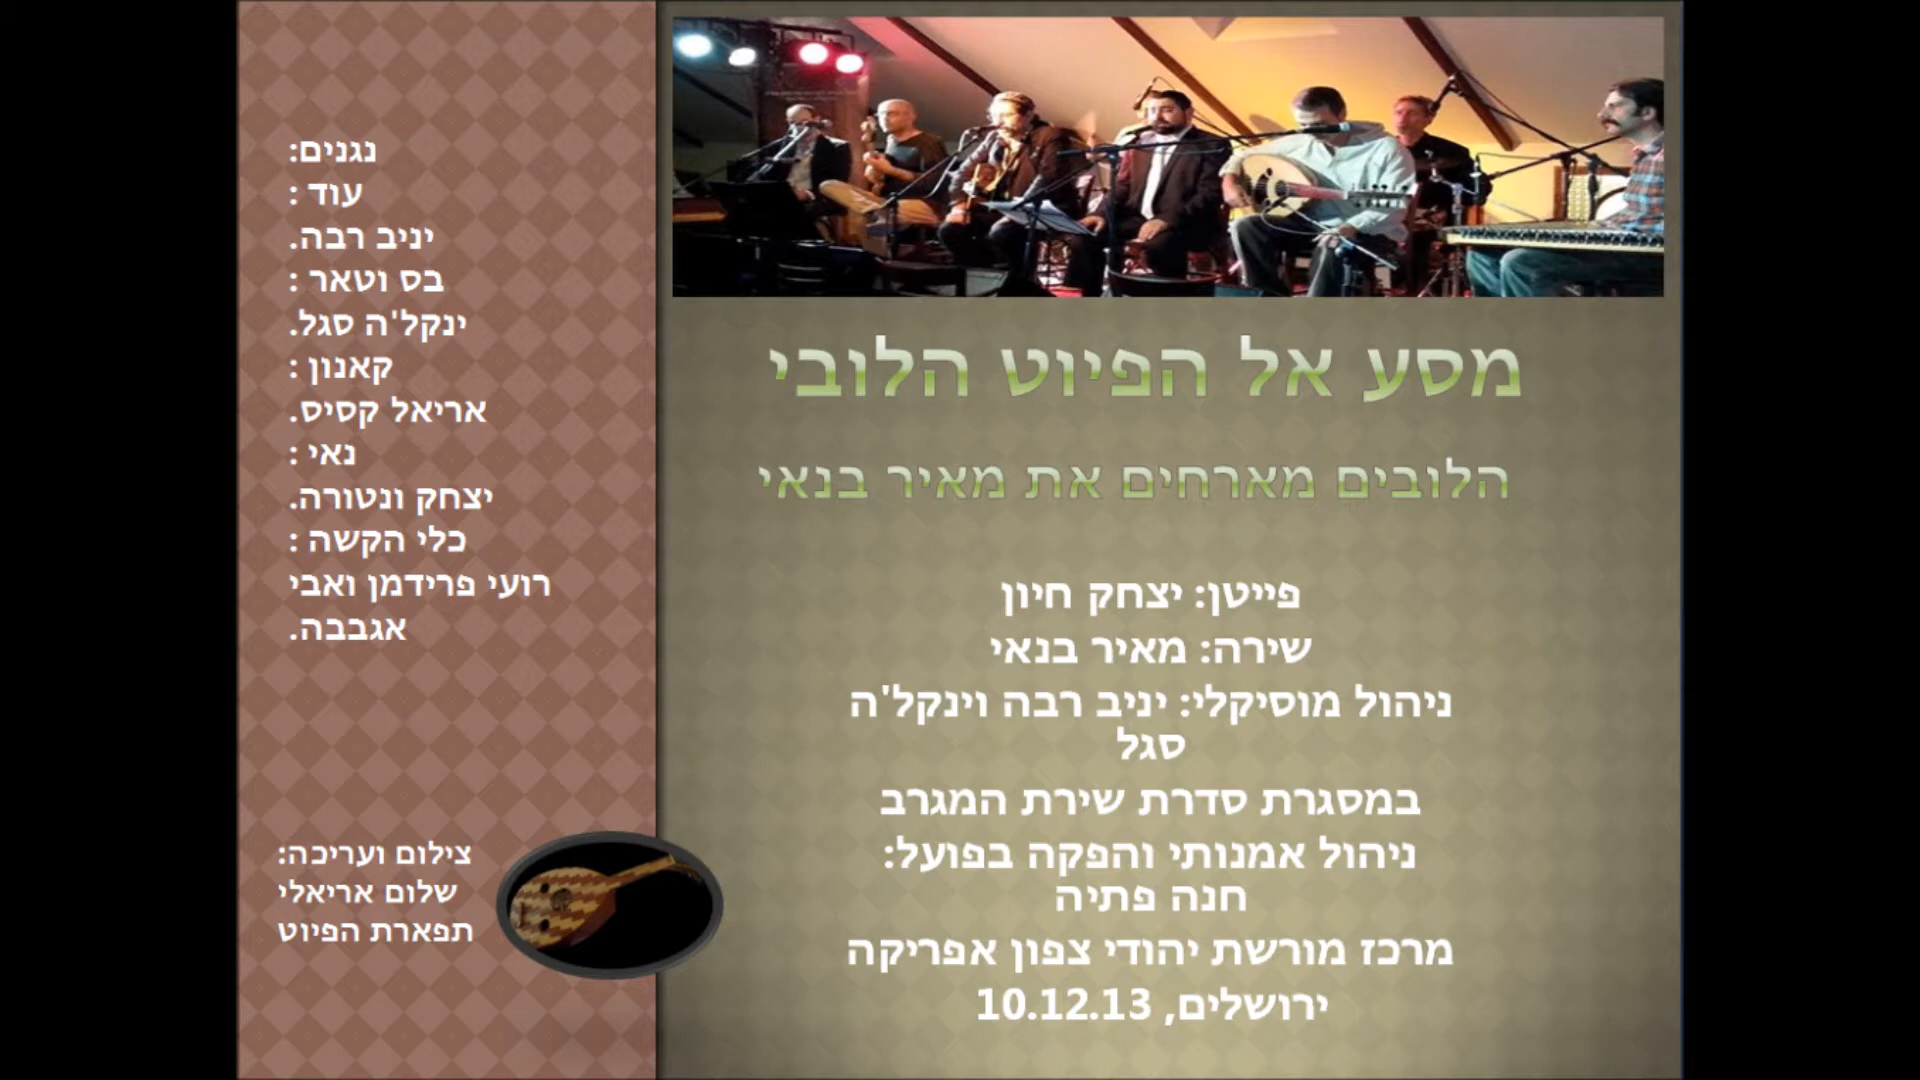 מסע אל הפיוט הלובי
הלובים מארחים את מאיר בנאי
פייטן: יצחק חיון
שירה: מאיר בנאי
ניהול מוסיקלי: יניב רבה וינקל'ה
סגל
במסגרת סדרת שירת המגרב
ניהול אמנותי והפקה בפועל:
חנה פתיה
מרכז מורשת יהודי צפון אפריקה
ירושלים, 10.12.13
נגנים:
עוד :
יניב רבה.
בס וטאר :
ינקל'ה סגל.
קאנון :
אריאל קסיס.
נאי :
יצחק ונטורה.
כלי הקשה :
רועי פרידמן ואבי
אגבבה.
צילום ועריכה:
שלום אריאלי
תפארת הפיוט